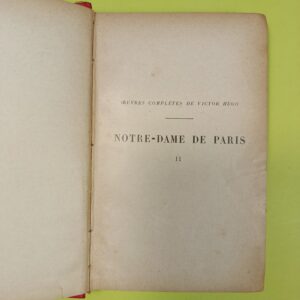 ŒUVRES COMPLÈTES DE VICTOR HUGO
NOTRE-DAME DE PARIS
II